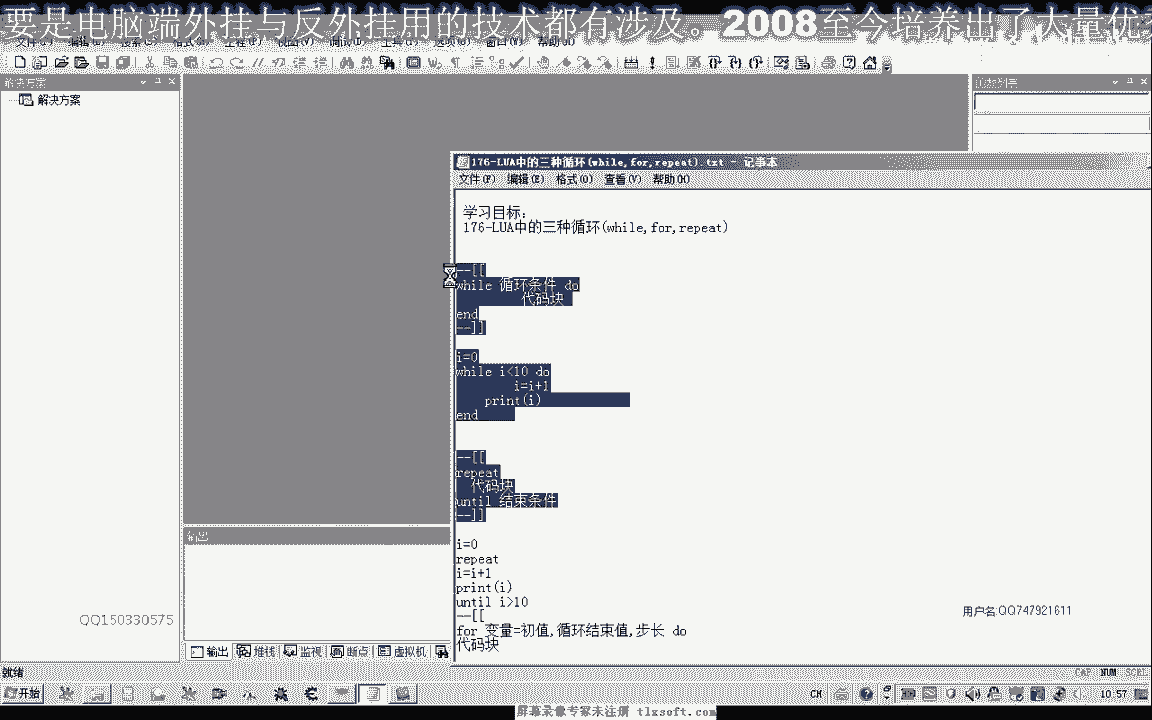 要是电脑端外挂与反外挂用的技术都有涉及。2008至今培养出了大量优
文件(F) 编辑(E) 格式(O) 工程(P) 视图(V) 调试(D) 工具(T) 选项(O) 窗口(W) 帮助(H)
解决方案
解决方案
176-LUA中的三种循环(while,for,repeat).txt - 记事本
文件(F) 编辑(E) 格式(O) 查看(V) 帮助(H)
学习目标:
176-LUA中的三种循环(while,for,repeat)
--[[
while 循环条件 do
代码块
end
--]]
i=0
while i<10 do
i=i+1
print(i)
end
--[[
repeat
代码块
until 结束条件
--]]
i=0
repeat
i=i+1
print(i)
until i>10
--[[
for 变量=初值,循环结束值,步长 do
代码块
输出
QQ150330575
用户名:QQ747921611
输出 堆栈 监视 断点 虚拟机
就绪
CAP NUM SCRL
开始
CH
10:57
屏幕录像专家未注册 tlxsoft.com